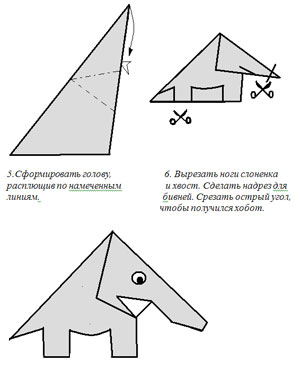 5.Сформировать голову,
расплющив по намеченным
линиям.
6. Вырезать ноги слоненка
и хвост. Сделать надрез для
бивней. Срезать острый угол,
чтобы получился хобот.